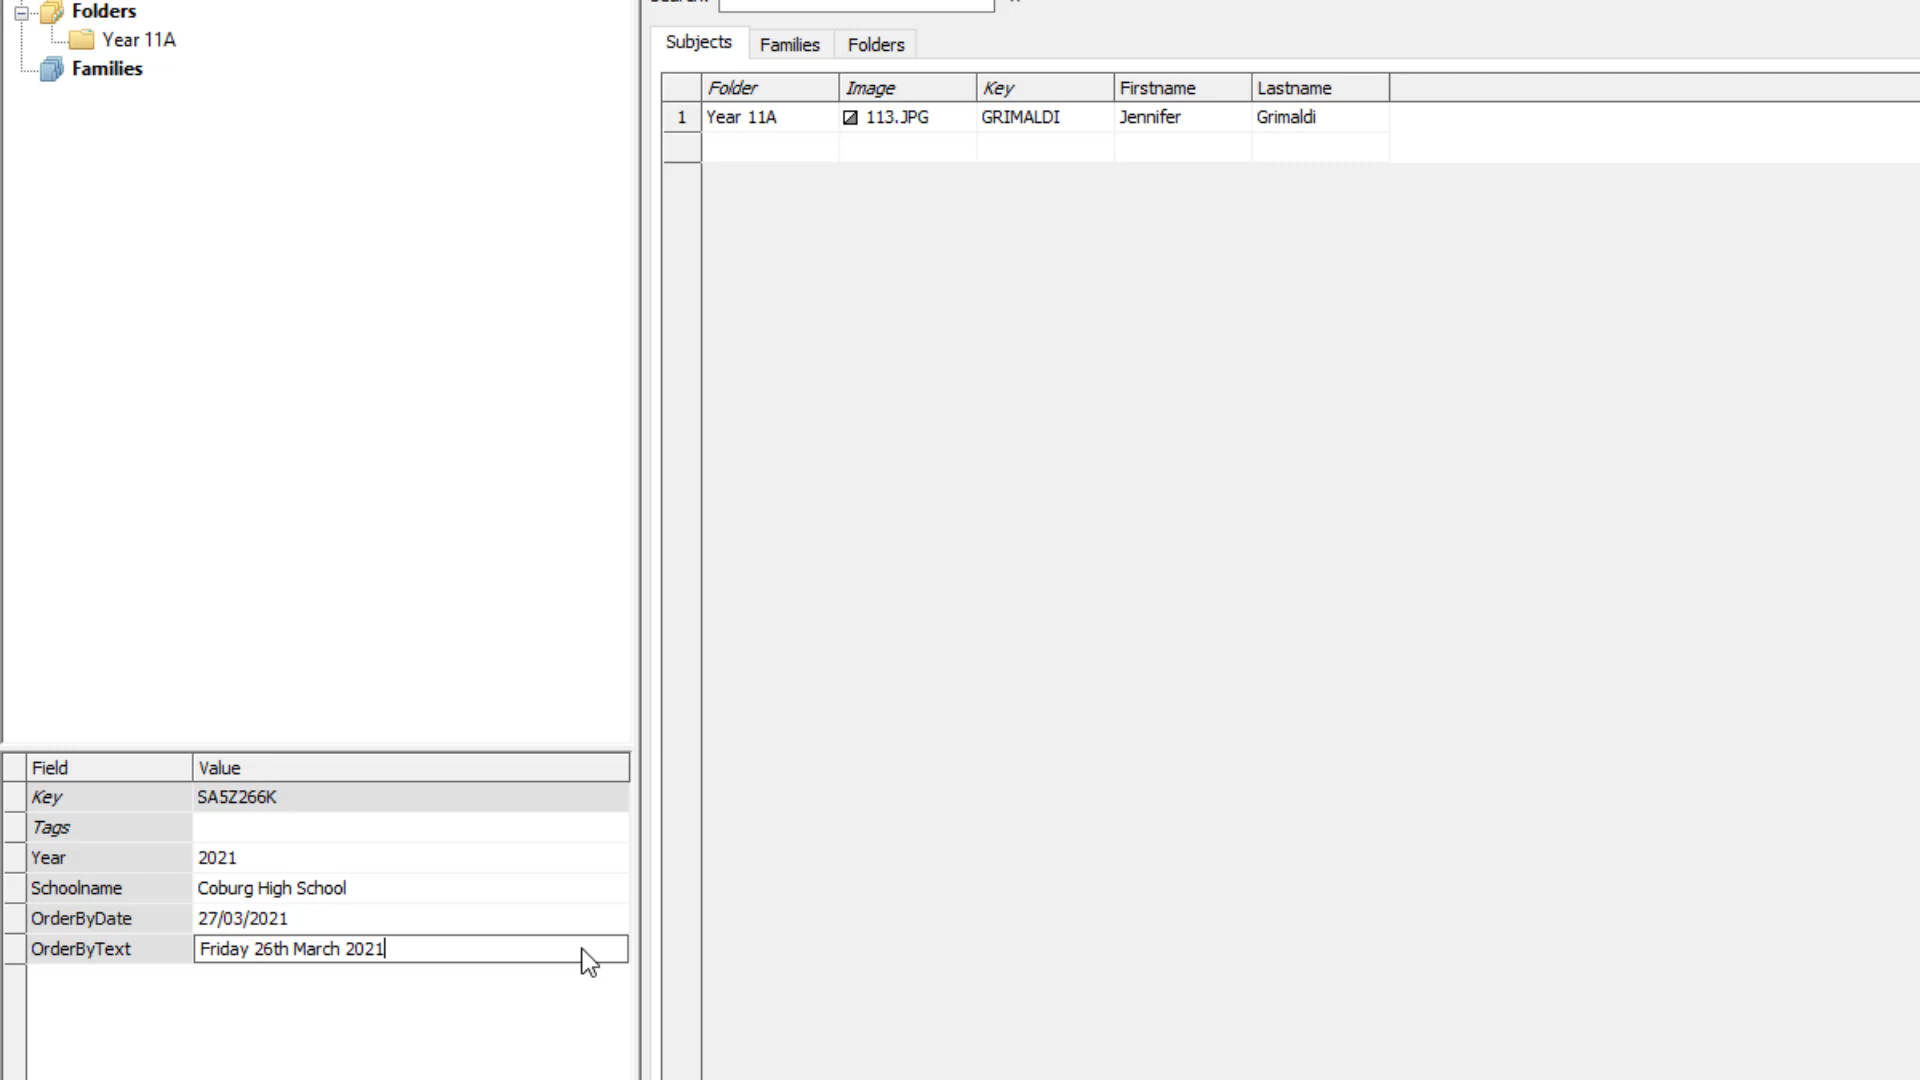 Folders
Year 11A
Families
Subjects Families Folders
Folder Image Key Firstname Lastname
1 Year 11A 113.JPG GRIMALDI Jennifer Grimaldi
Field Value
Key SA5Z266K
Tags
Year 2021
Schoolname Coburg High School
OrderByDate 27/03/2021
OrderByText Friday 26th March 2021